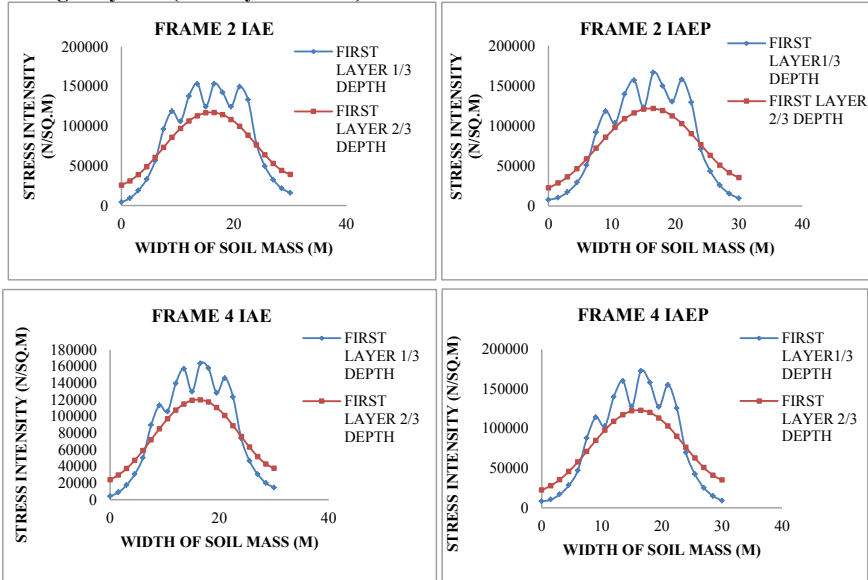 FRAME 2 IAE
200000
150000
100000
50000
0
0
20
40
STRESS INTENSITY
(N/SQ.M)
WIDTH OF SOIL MASS (M)
FIRST
LAYER 1/3
DEPTH
FIRST
LAYER 2/3
DEPTH
FRAME 2 IAEP
200000
150000
100000
50000
0
0
10
20
30
40
STRESS INTENSITY
(N/SQ.M)
WIDTH OF SOIL MASS (M)
FIRST
LAYER1/3
DEPTH
FIRST LAYER
2/3 DEPTH
FRAME 4 IAE
180000
160000
140000
120000
100000
80000
60000
40000
20000
0
0
20
40
STRESS INTENSITY (N/SQ.M)
WIDTH OF SOIL MASS (M)
FIRST
LAYER 1/3
DEPTH
FIRST
LAYER 2/3
DEPTH
FRAME 4 IAEP
200000
150000
100000
50000
0
0
10
20
30
40
STRESS INTENSITY (N/SQ.M)
WIDTH OF SOIL MASS (M)
FIRST
LAYER1/3
DEPTH
FIRST
LAYER 2/3
DEPTH